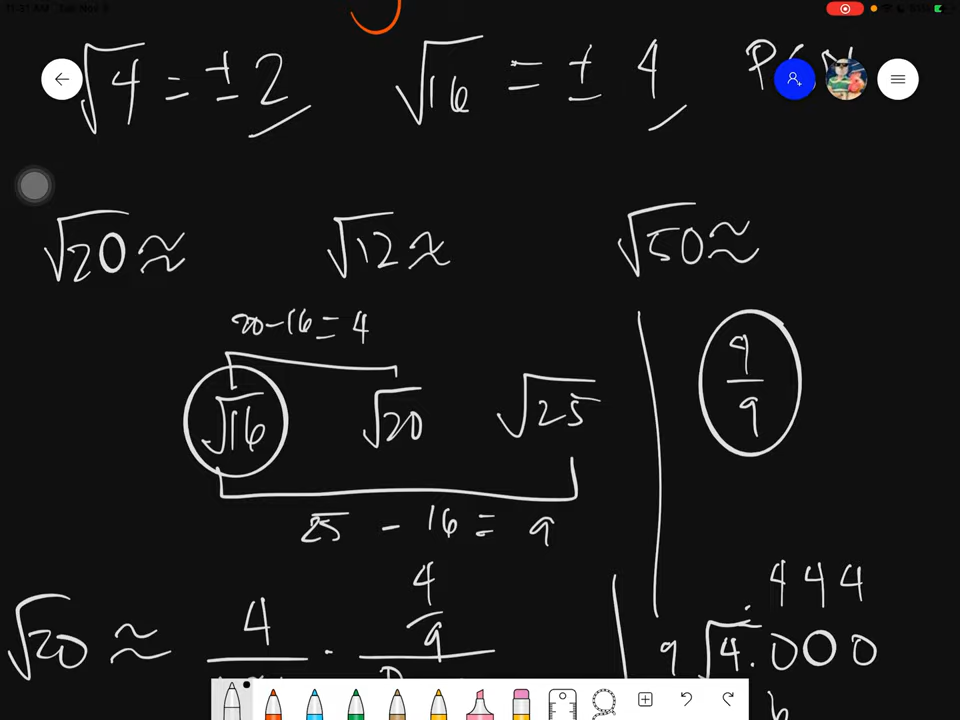 √4 = ± 2 √16 = ± 4
√20 ≈ √12 ≈ √50 ≈
20 - 16 = 4
√16 √20 √25
9/9
25 - 16 = 9
√20 ≈ 4 . 4/9
.444
9 √4.000